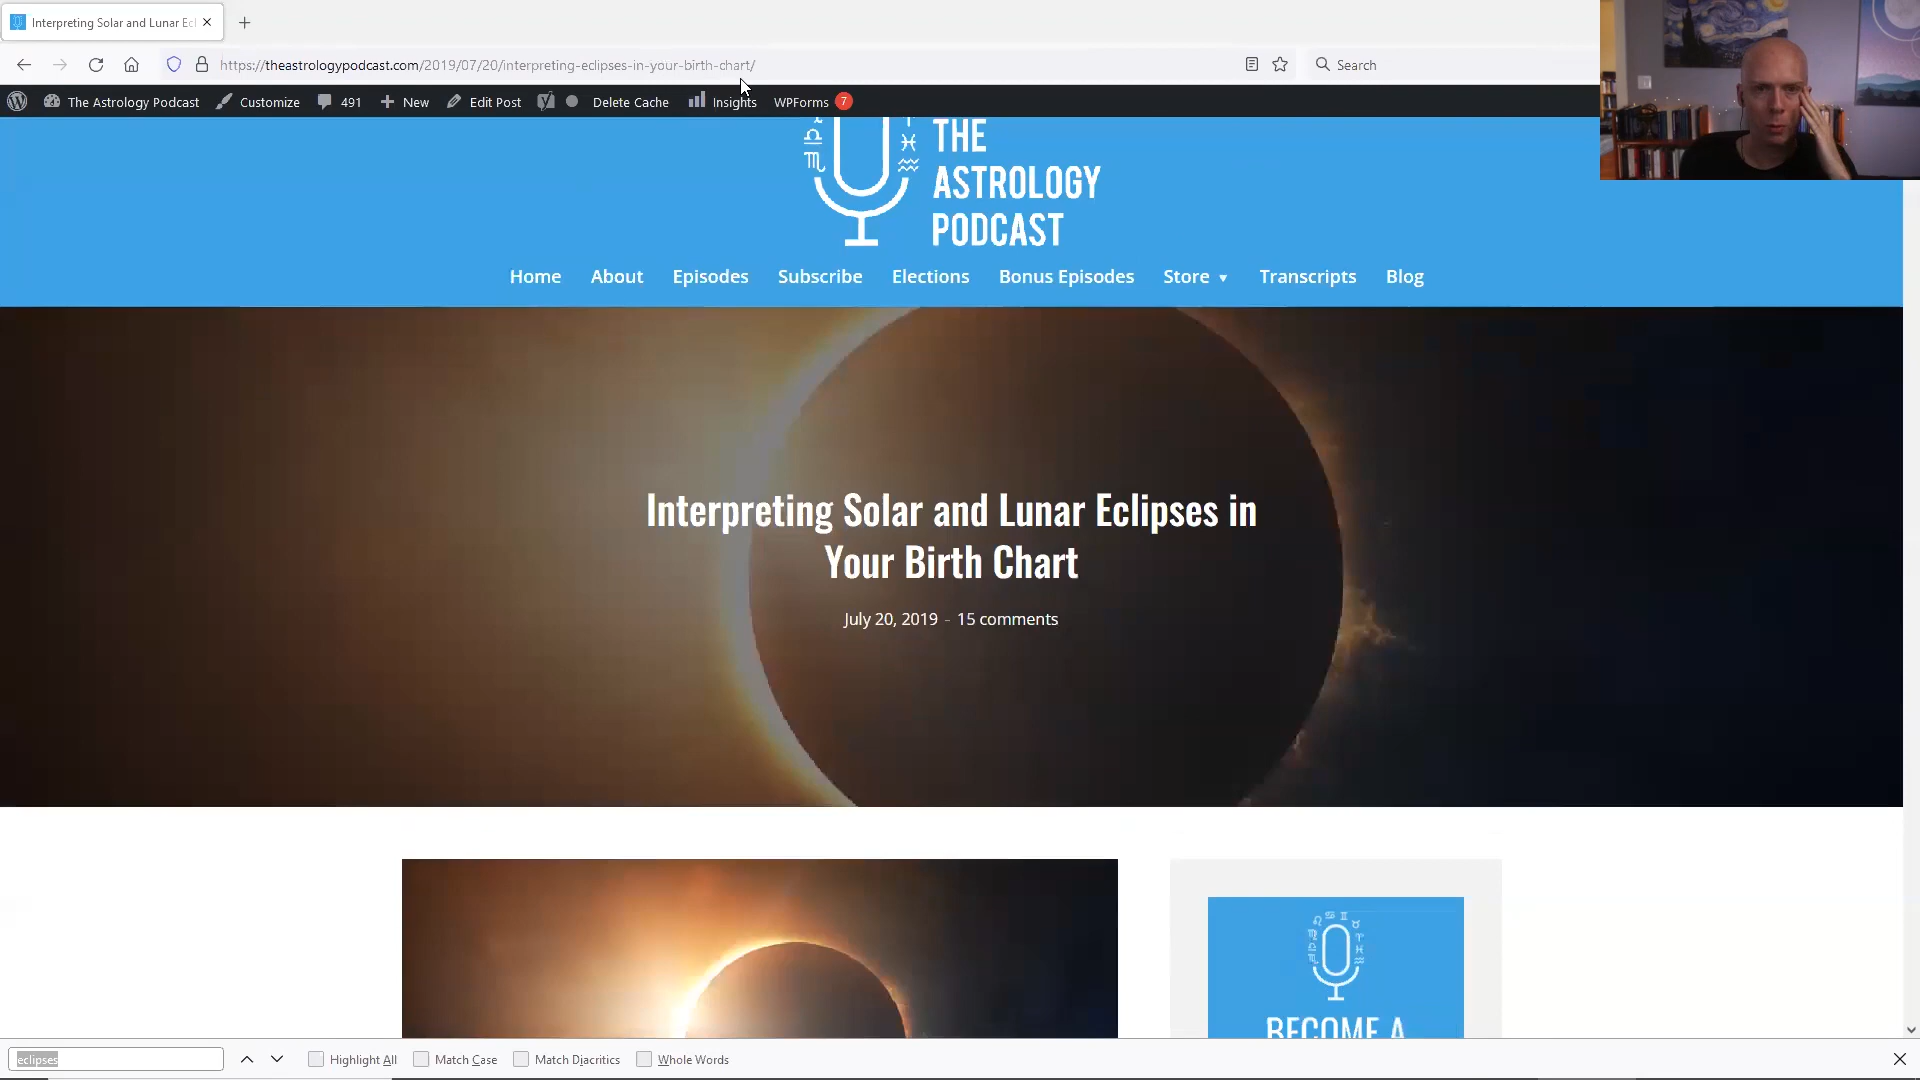 Interpreting Solar and Lunar Ec
https://theastrologypodcast.com/2019/07/20/interpreting-eclipses-in-your-birth-chart/
Search
The Astrology Podcast
Customize
491
New
Edit Post
Delete Cache
Insights
WPForms
7
THE
ASTROLOGY
PODCAST
Home
About
Episodes
Subscribe
Elections
Bonus Episodes
Store
Transcripts
Blog
Interpreting Solar and Lunar Eclipses in
Your Birth Chart
July 20, 2019 - 15 comments
BECOME A
eclipses
Highlight All
Match Case
Match Diacritics
Whole Words